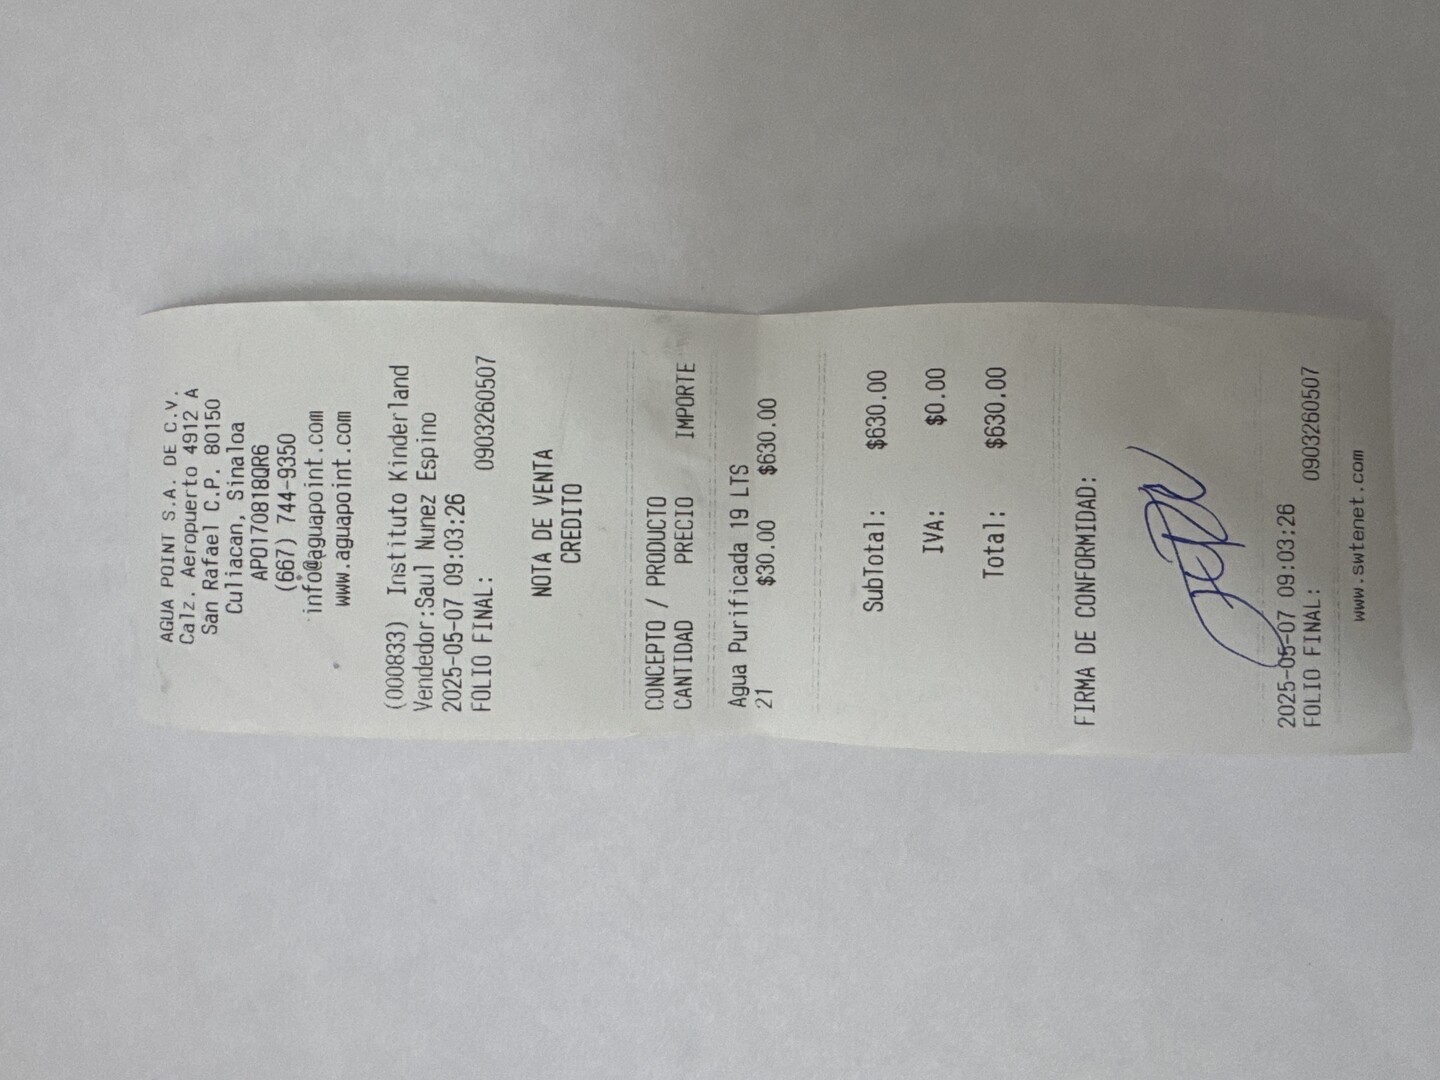 AGUA POINT S.A. DE C.V.
Calz. Aeropuerto 4912 A
San Rafael C.P. 80150
Culiacan, Sinaloa
APO170818QR6
(667) 744-9350
info@aguapoint.com
www.aguapoint.com
(000833) Instituto Kinderland
Vendedor:Saul Nunez Espino
2025-05-07 09:03:26
FOLIO FINAL: 0903260507
NOTA DE VENTA
CREDITO
CONCEPTO / PRODUCTO
CANTIDAD PRECIO IMPORTE
Agua Purificada 19 LTS
21 $30.00 $630.00
SubTotal: $630.00
IVA: $0.00
Total: $630.00
FIRMA DE CONFORMIDAD:
2025-05-07 09:03:26
FOLIO FINAL: 0903260507
www.swtenet.com